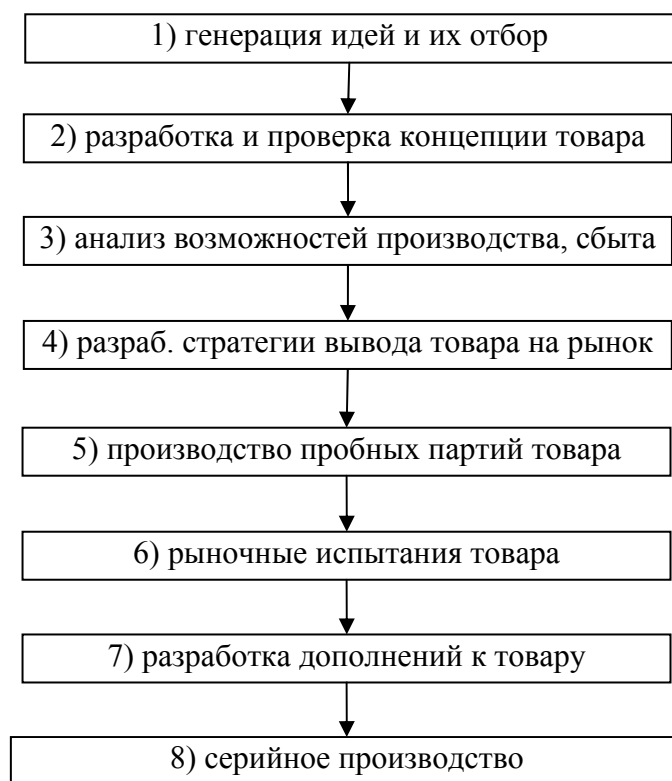 1) генерация идей и их отбор
2) разработка и проверка концепции товара
3) анализ возможностей производства, сбыта
4) разраб. стратегии вывода товара на рынок
5) производство пробных партий товара
6) рыночные испытания товара
7) разработка дополнений к товару
8) серийное производство